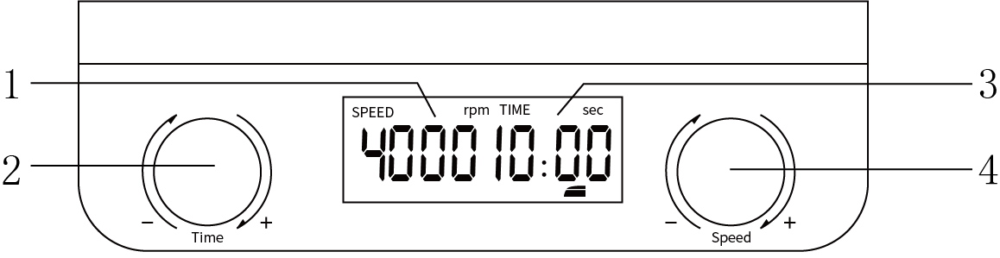 1
3
SPEED rpm TIME sec
4000 10:00
2
4
− +
− +
Time
Speed